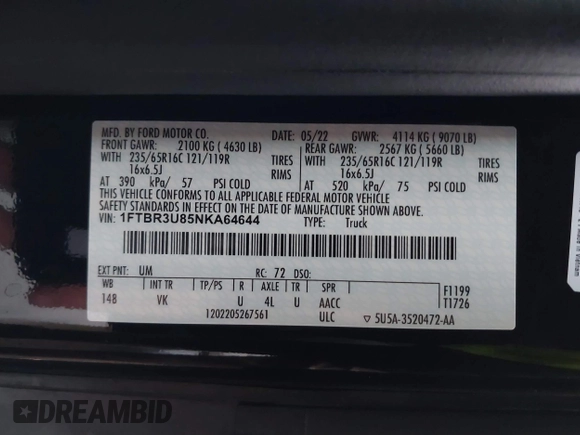 MFD. BY FORD MOTOR CO. 05/22 GVWR: 4114 KG ( 9070 LB)
FRONT GAWR: 2100 KG ( 4630 LB) REAR GAWR: 2567 KG ( 5660 LB)
WITH 235/65R16C 121/119R TIRES WITH 235/65R16C 121/119R TIRES
16x6.5J RIMS 16x6.5J RIMS
AT 390 kPa/ 57 PSI COLD AT 520 kPa/ 75 PSI COLD
THIS VEHICLE CONFORMS TO ALL APPLICABLE FEDERAL MOTOR VEHICLE
SAFETY STANDARDS IN EFFECT ON THE DATE OF MANUFACTURE SHOWN ABOVE.
VIN: 1FTBR3U85NKA64644 TYPE: Truck
EXT PNT: UM RC: 72 DSO:
WB INT TR TP/PS R AXLE TR SPR F1199
148 VK U 4L U AACC T1726
1202205267561 ULC ▽ 5U5A-3520472-AA
DREAMBID